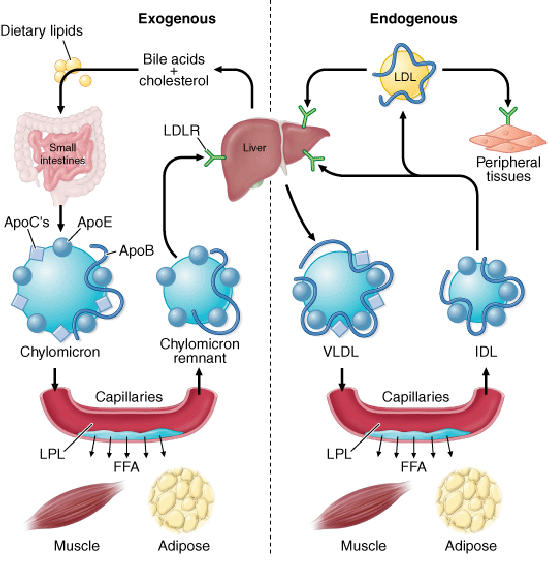 Exogenous
Endogenous
Dietary lipids
Bile acids
+
cholesterol
LDL
LDLR
Small
intestines
Liver
Peripheral
tissues
ApoC's
ApoE
ApoB
Chylomicron
Chylomicron
remnant
VLDL
IDL
Capillaries
Capillaries
LPL
FFA
LPL
FFA
Muscle
Adipose
Muscle
Adipose